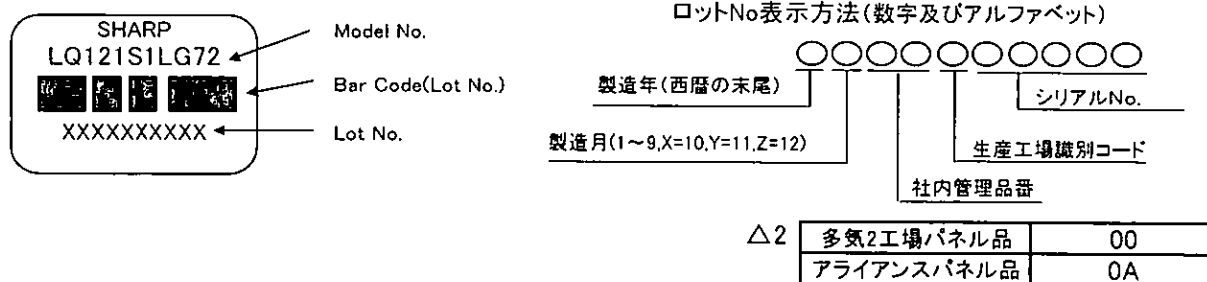 SHARP
LQ121S1LG72
XXXXXXXXXX
Model No.
Bar Code(Lot No.)
Lot No.
ロットNo表示方法(数字及びアルファベット)
○○○○○○○○○○
製造年(西暦の末尾)
シリアルNo.
製造月(1~9,X=10,Y=11,Z=12)
生産工場識別コード
社内管理品番
△2
多気2工場パネル品 00
アライアンスパネル品 0A